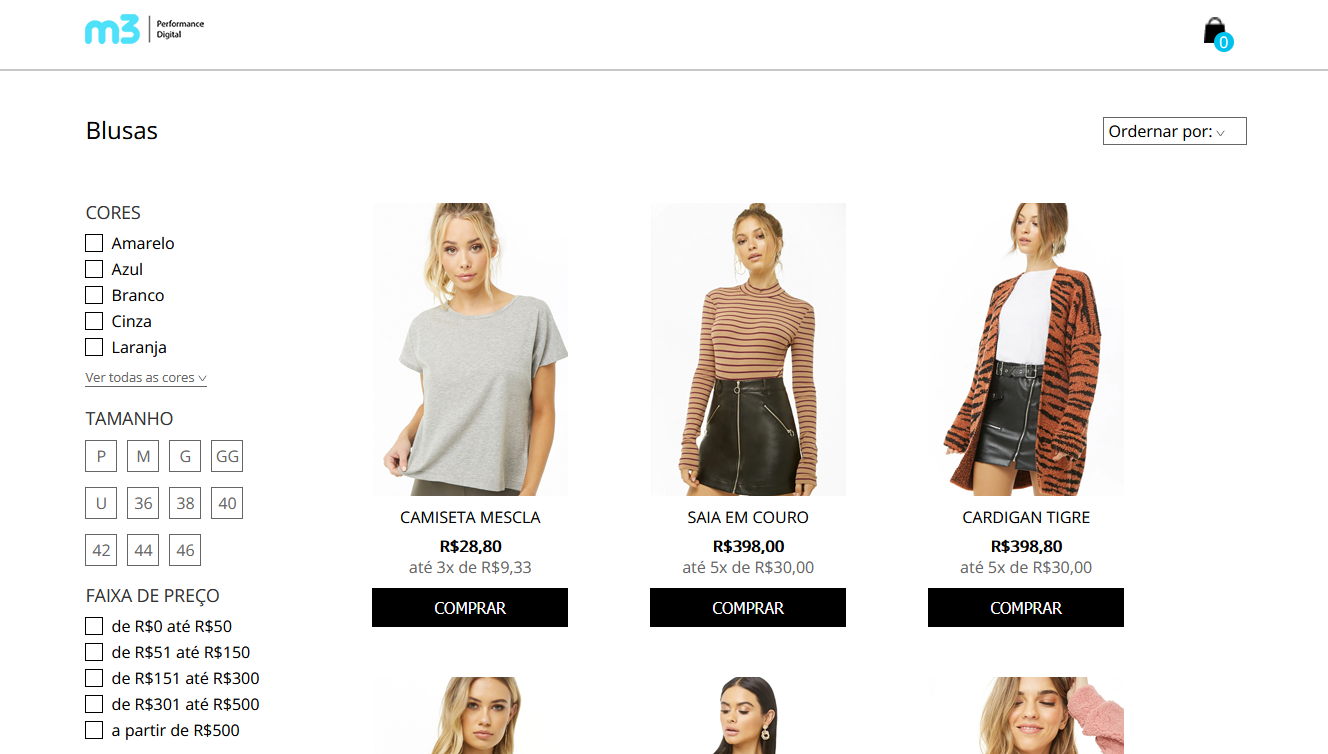 m3 Performance
Digital
0
Blusas
Ordernar por:
CORES
Amarelo
Azul
Branco
Cinza
Laranja
Ver todas as cores
TAMANHO
P M G GG
U 36 38 40
42 44 46
FAIXA DE PREÇO
de R$0 até R$50
de R$51 até R$150
de R$151 até R$300
de R$301 até R$500
a partir de R$500
CAMISETA MESCLA
R$28,80
até 3x de R$9,33
COMPRAR
SAIA EM COURO
R$398,00
até 5x de R$30,00
COMPRAR
CARDIGAN TIGRE
R$398,80
até 5x de R$30,00
COMPRAR